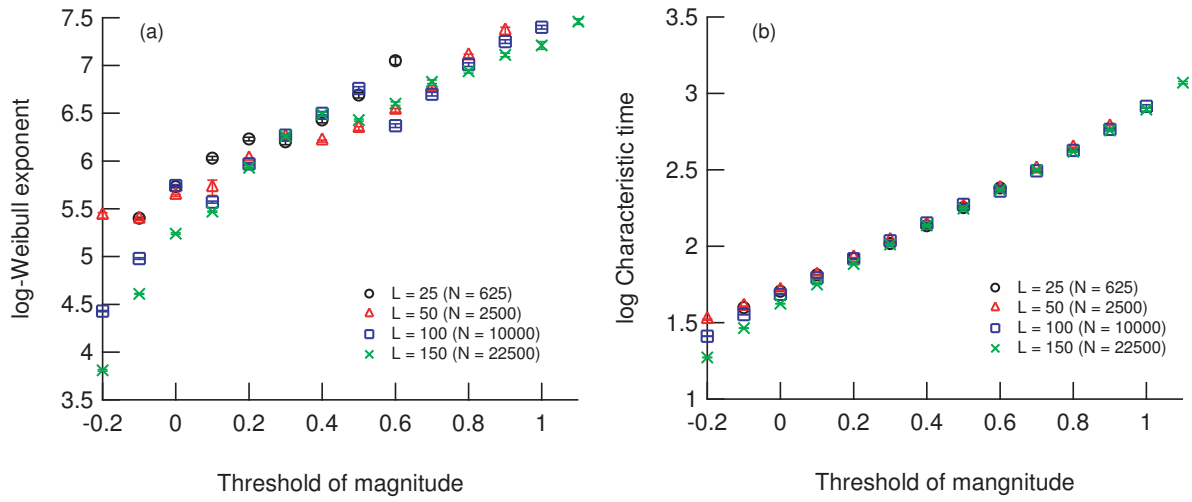 7.5
7
6.5
6
5.5
5
4.5
4
3.5
(a)
log-Weibull exponent
L = 25 (N = 625)
L = 50 (N = 2500)
L = 100 (N = 10000)
L = 150 (N = 22500)
-0.2 0 0.2 0.4 0.6 0.8 1
Threshold of magnitude
3.5
3
2.5
2
1.5
1
(b)
log Characteristic time
L = 25 (N = 625)
L = 50 (N = 2500)
L = 100 (N = 10000)
L = 150 (N = 22500)
-0.2 0 0.2 0.4 0.6 0.8 1
Threshold of mangnitude